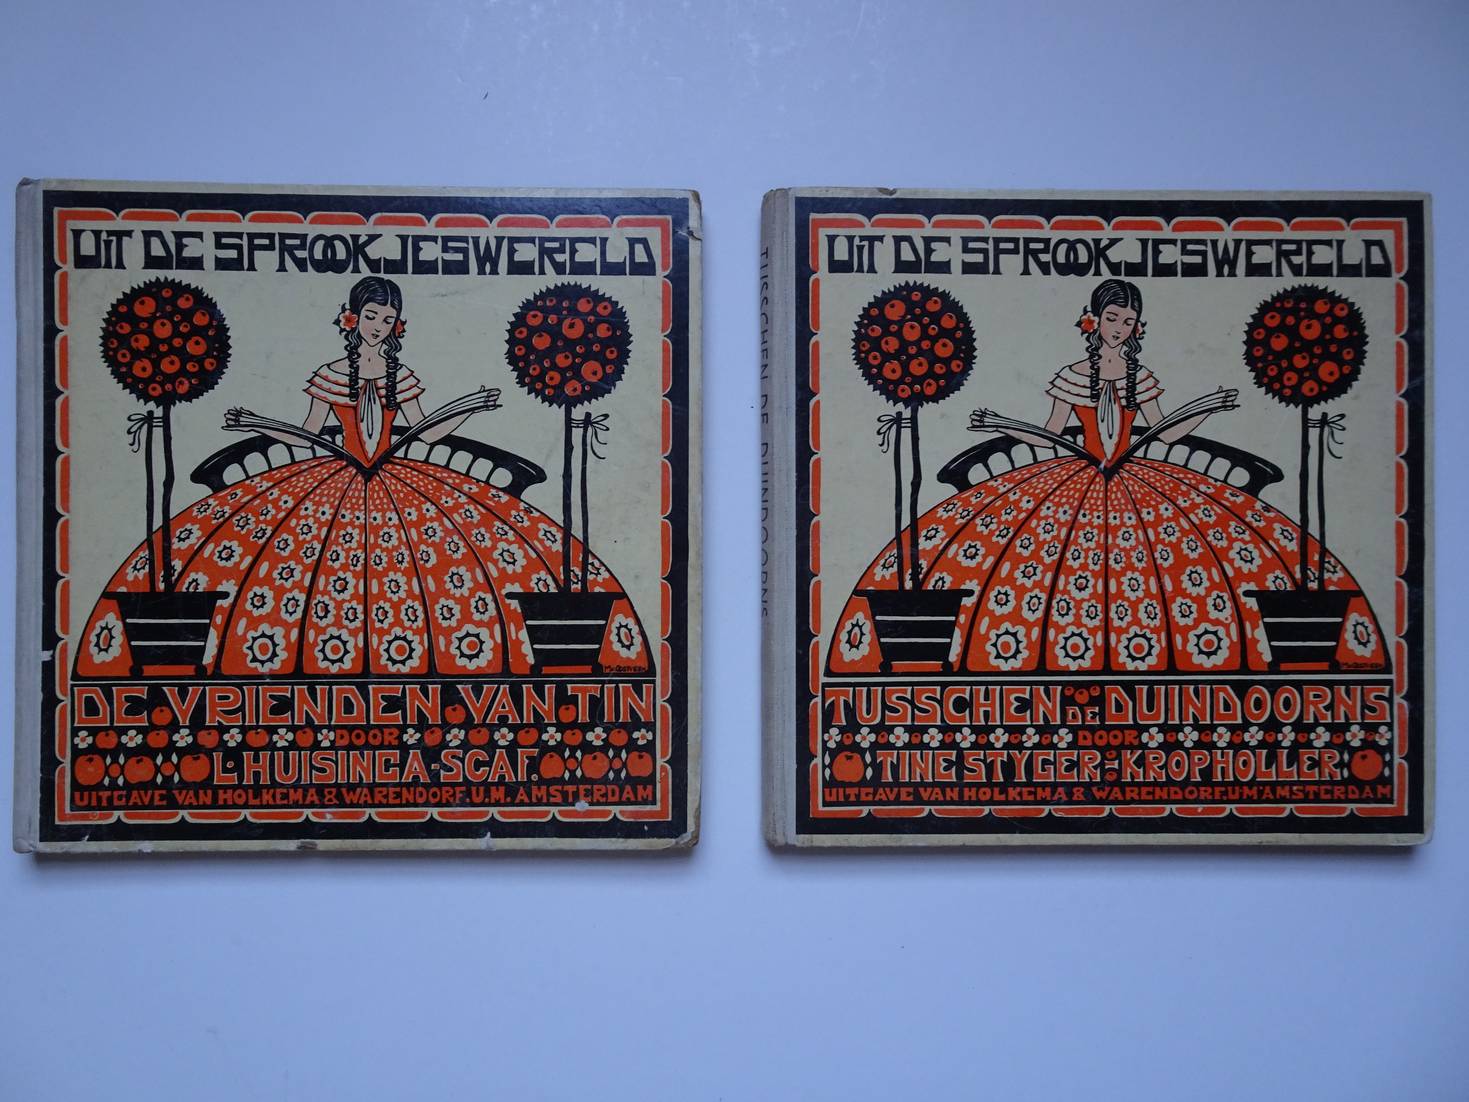 UIT DE SPROOKJESWERELD
DE VRIENDEN VAN TIN
DOOR
L. HUISINGA-SCAF.
UITGAVE VAN HOLKEMA & WARENDORF. U.M. AMSTERDAM
TUSSCHEN DE DUINDOORNS
UIT DE SPROOKJESWERELD
TUSSCHEN DE DUINDOORNS
DOOR
TINE STYGER-KROPHOLLER
UITGAVE VAN HOLKEMA & WARENDORF. U.M. AMSTERDAM